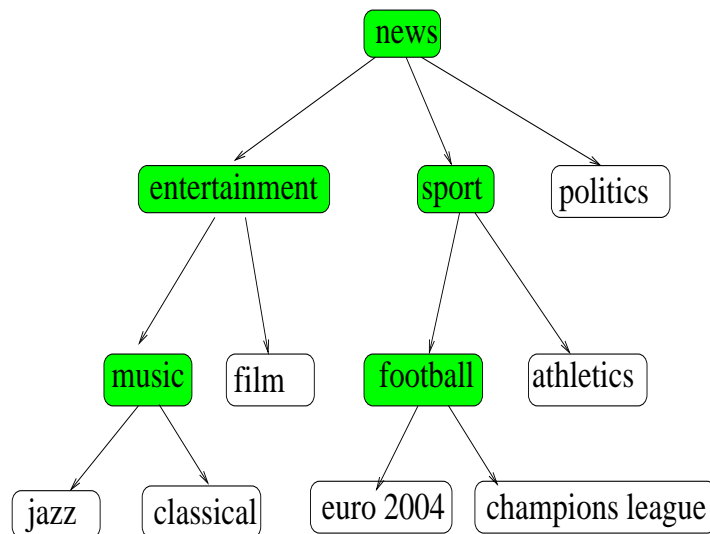 news
entertainment
sport
politics
music
film
football
athletics
jazz
classical
euro 2004
champions league